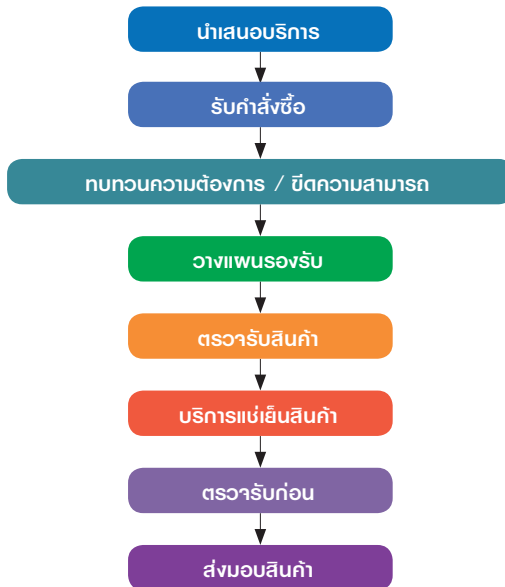 นำเสนอบริการ
รับคำสั่งซื้อ
ทบทวนความต้องการ / ขีดความสามารถ
วางแผนรองรับ
ตรวจรับสินค้า
บริการแช่เย็นสินค้า
ตรวจรับก่อน
ส่งมอบสินค้า